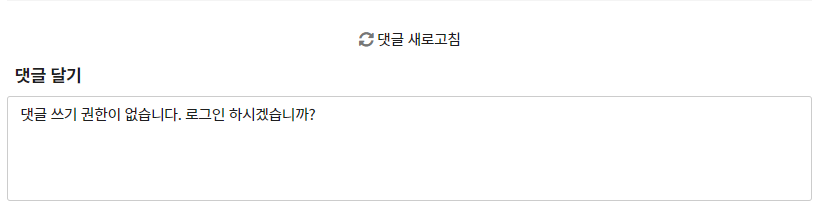 댓글 새로고침
댓글 달기
댓글 쓰기 권한이 없습니다. 로그인 하시겠습니까?